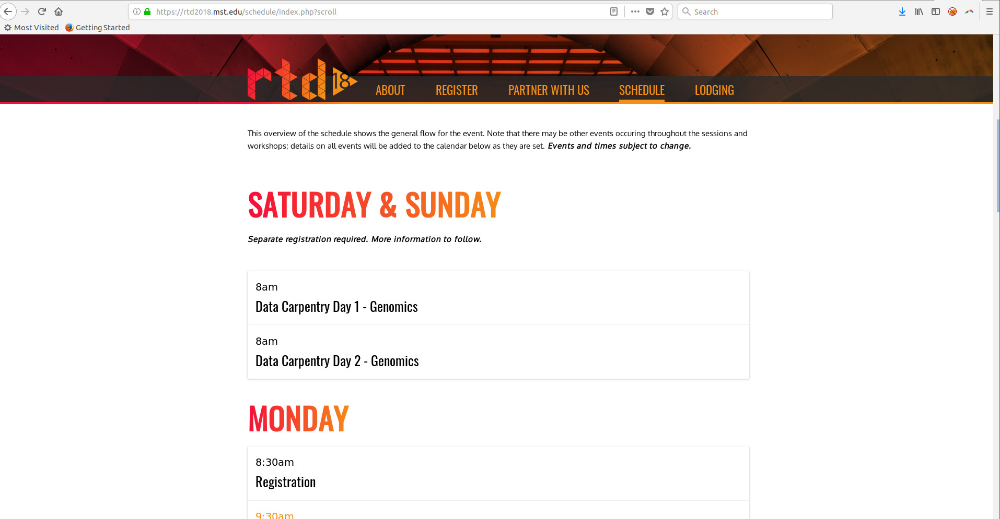 https://rtd2018.mst.edu/schedule/index.php?scroll
Search
Most Visited
Getting Started
rtd 18
ABOUT
REGISTER
PARTNER WITH US
SCHEDULE
LODGING
This overview of the schedule shows the general flow for the event. Note that there may be other events occuring throughout the sessions and
workshops; details on all events will be added to the calendar below as they are set. Events and times subject to change.
SATURDAY & SUNDAY
Separate registration required. More information to follow.
8am
Data Carpentry Day 1 - Genomics
8am
Data Carpentry Day 2 - Genomics
MONDAY
8:30am
Registration
9:30am